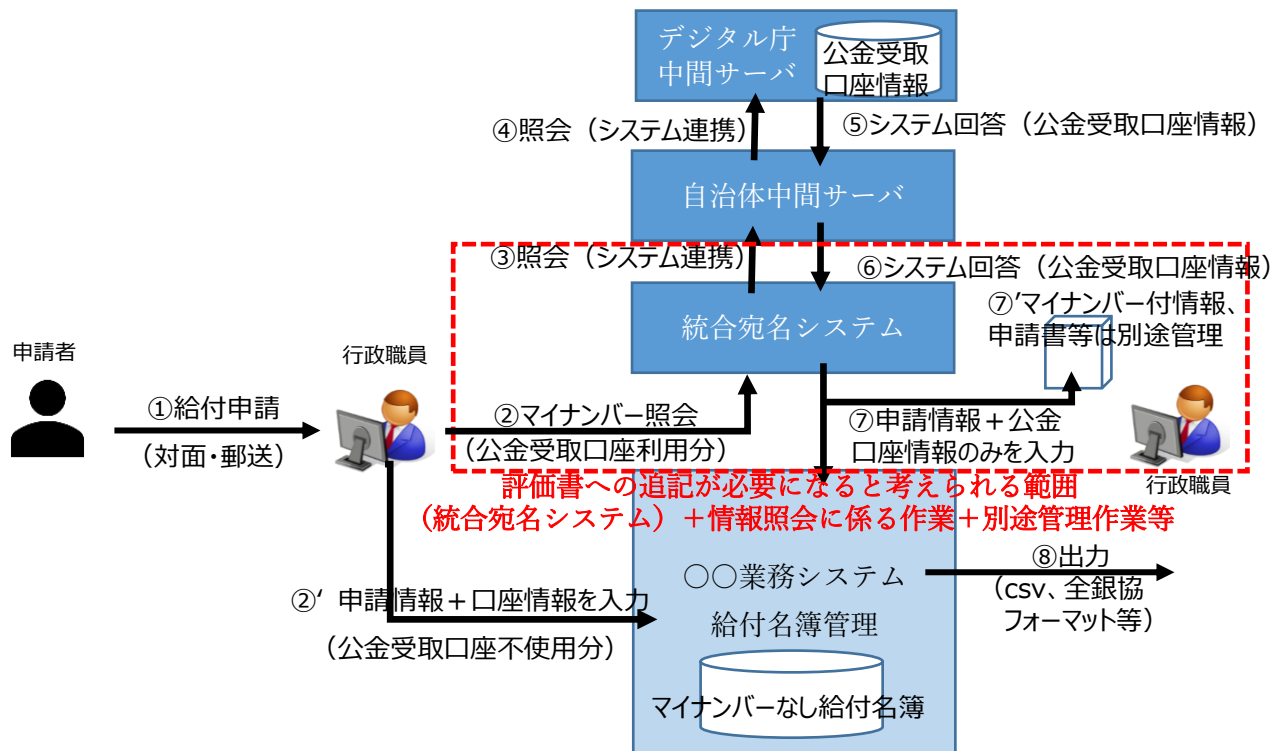 デジタル庁
中間サーバ
公金受取
口座情報
④照会（システム連携）
⑤システム回答（公金受取口座情報）
自治体中間サーバ
③照会（システム連携）
⑥システム回答（公金受取口座情報）
⑦’マイナンバー付情報、
申請書等は別途管理
統合宛名システム
申請者
行政職員
①給付申請
（対面・郵送）
②マイナンバー照会
（公金受取口座利用分）
⑦申請情報＋公金
口座情報のみを入力
行政職員
評価書への追記が必要になると考えられる範囲
（統合宛名システム）＋情報照会に係る作業＋別途管理作業等
〇〇業務システム
給付名簿管理
⑧出力
（csv、全銀協
フォーマット等）
②‘ 申請情報＋口座情報を入力
（公金受取口座不使用分）
マイナンバーなし給付名簿